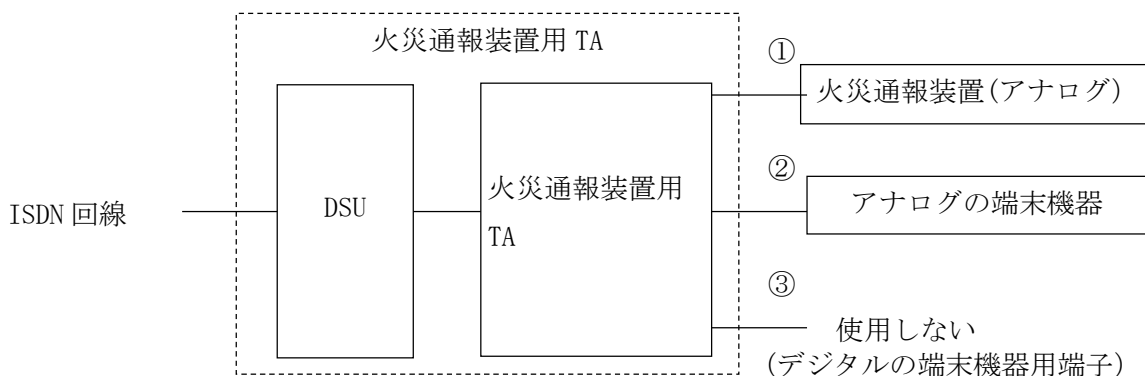 火災通報装置用 TA
①
火災通報装置(アナログ)
②
火災通報装置用
TA
DSU
ISDN 回線
アナログの端末機器
③
使用しない
(デジタルの端末機器用端子)